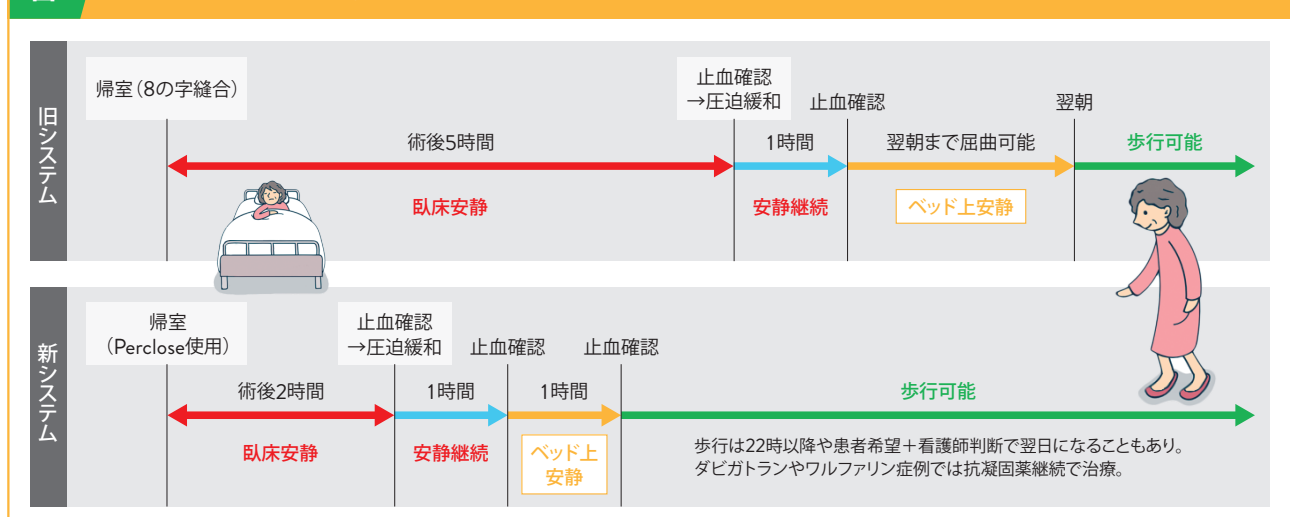 旧システム
帰室（8の字縫合）
止血確認
→圧迫緩和
止血確認
翌朝
術後5時間
1時間
翌朝まで屈曲可能
歩行可能
臥床安静
安静継続
ベッド上安静
新システム
帰室
（Perclose使用）
止血確認
→圧迫緩和
止血確認
止血確認
術後2時間
1時間
1時間
歩行可能
臥床安静
安静継続
ベッド上
安静
歩行は22時以降や患者希望＋看護師判断で翌日になることもあり。
ダビガトランやワルファリン症例では抗凝固薬継続で治療。